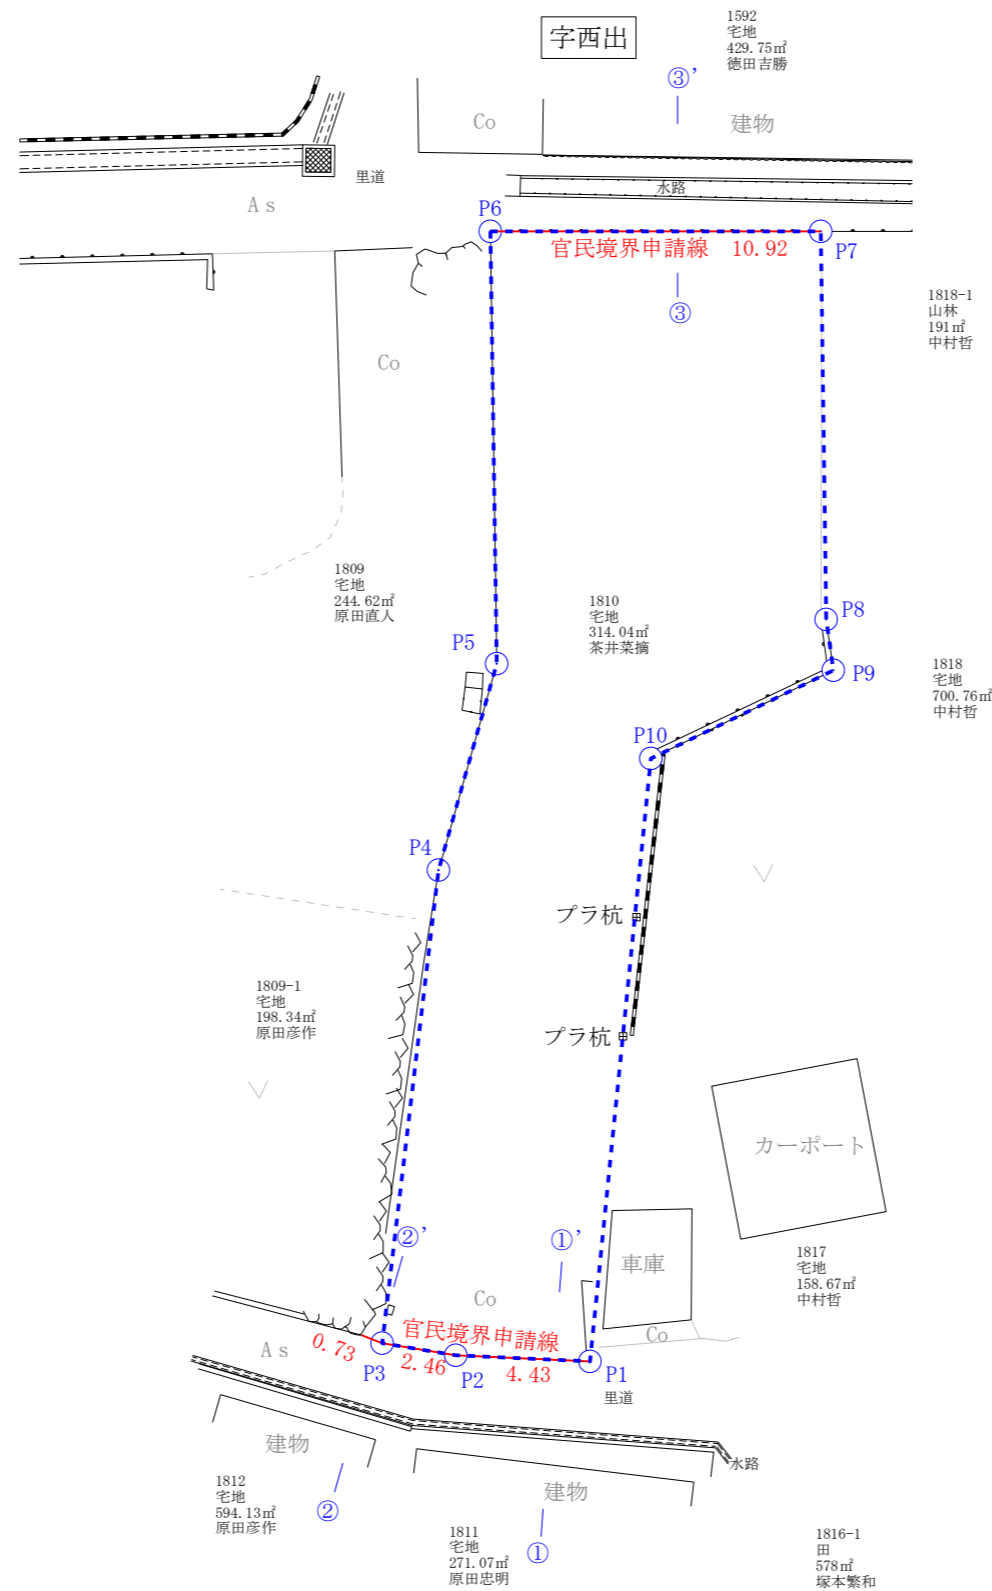 字西出
1592
宅地
429.75㎡
徳田吉勝
③’
Co
建物
里道
水路
As
P6
P7
官民境界申請線 10.92
③
1818-1
山林
191㎡
中村哲
Co
1809
宅地
244.62㎡
原田直人
1810
宅地
314.04㎡
茶井菜摘
P8
P5
P9
1818
宅地
700.76㎡
中村哲
P10
P4
プラ杭
1809-1
宅地
198.34㎡
原田彦作
プラ杭
カーポート
②’
①’
車庫
1817
宅地
158.67㎡
中村哲
Co
官民境界申請線
Co
As
0.73
P3
2.46
P2
4.43
P1
里道
建物
水路
1812
宅地
594.13㎡
原田彦作
②
建物
1811
宅地
271.07㎡
原田忠明
①
1816-1
田
578㎡
塚本繁和